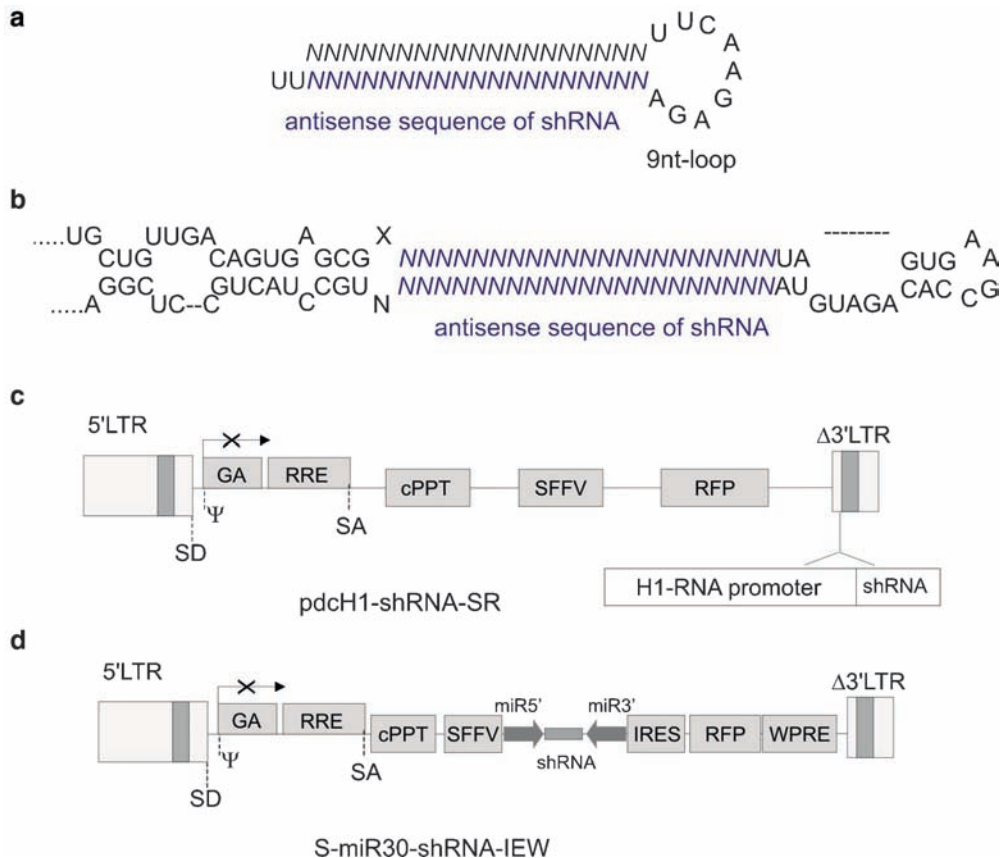 a
NNNNNNNNNNNNNNNNNNN
UUNNNNNNNNNNNNNNNNNNN
UUCAAGAGA
antisense sequence of shRNA
9nt-loop
b
.....UG UUGA A X -------- A
CUG CAGUG GCG NNNNNNNNNNNNNNNNNNNNNUA GUG A
GGC GUCAU UGU NNNNNNNNNNNNNNNNNNNNNAU CAC G
.....A UC--C C N GUAGA C
antisense sequence of shRNA
c
5'LTR
Δ3'LTR
GA RRE cPPT SFFV RFP
Ψ
SA
SD
H1-RNA promoter shRNA
pdcH1-shRNA-SR
d
5'LTR
Δ3'LTR
miR5' miR3'
GA RRE cPPT SFFV IRES RFP WPRE
shRNA
Ψ
SA
SD
S-miR30-shRNA-IEW